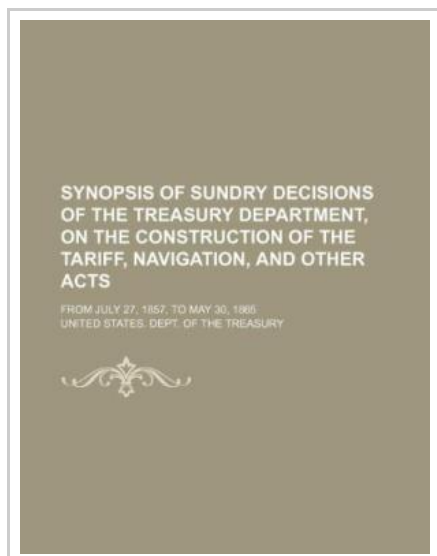 SYNOPSIS OF SUNDRY DECISIONS
OF THE TREASURY DEPARTMENT,
ON THE CONSTRUCTION OF THE
TARIFF, NAVIGATION, AND OTHER
ACTS
FROM JULY 27, 1857, TO MAY 30, 1865
UNITED STATES. DEPT. OF THE TREASURY